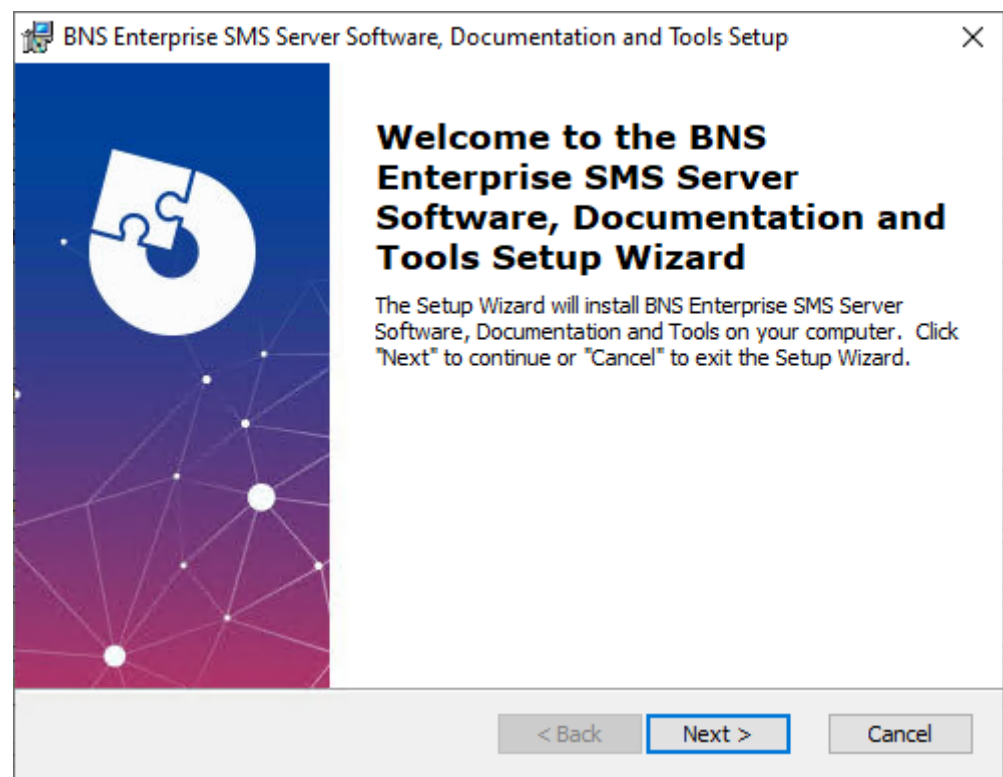 BNS Enterprise SMS Server Software, Documentation and Tools Setup
Welcome to the BNS
Enterprise SMS Server
Software, Documentation and
Tools Setup Wizard
The Setup Wizard will install BNS Enterprise SMS Server
Software, Documentation and Tools on your computer. Click
"Next" to continue or "Cancel" to exit the Setup Wizard.
< Back Next > Cancel